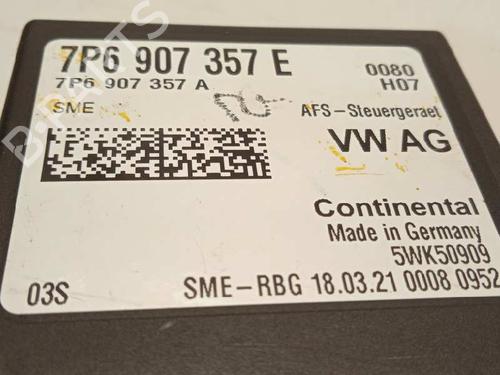 7P6 907 357 E
0080
7P6 907 357 A
H07
SME
AFS-Steuergeraet
VW AG
Continental
Made in Germany
5WK50909
03S
SME-RBG 18.03.21 0008 0952
B-PARTS